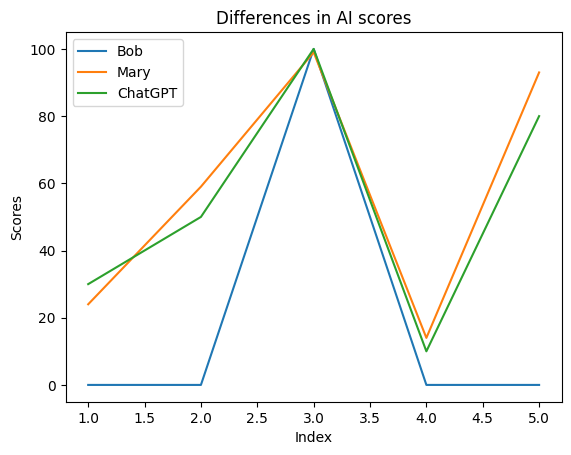 Differences in AI scores
Bob
Mary
ChatGPT
Scores
100
80
60
40
20
0
1.0 1.5 2.0 2.5 3.0 3.5 4.0 4.5 5.0
Index